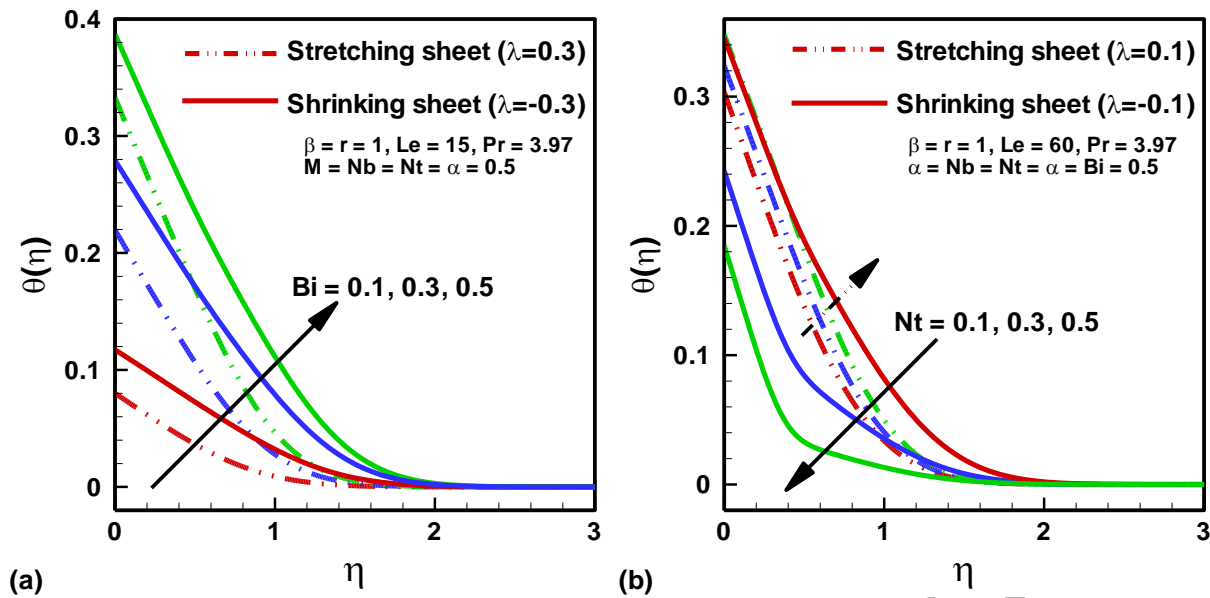 0.4
0.3
0.2
0.1
0
0
1
2
3
θ(η)
η
Stretching sheet (λ=0.3)
Shrinking sheet (λ=-0.3)
β = r = 1, Le = 15, Pr = 3.97
M = Nb = Nt = α = 0.5
Bi = 0.1, 0.3, 0.5
(a)
0.3
0.2
0.1
0
0
1
2
3
θ(η)
η
Stretching sheet (λ=0.1)
Shrinking sheet (λ=-0.1)
β = r = 1, Le = 60, Pr = 3.97
α = Nb = Nt = α = Bi = 0.5
Nt = 0.1, 0.3, 0.5
(b)